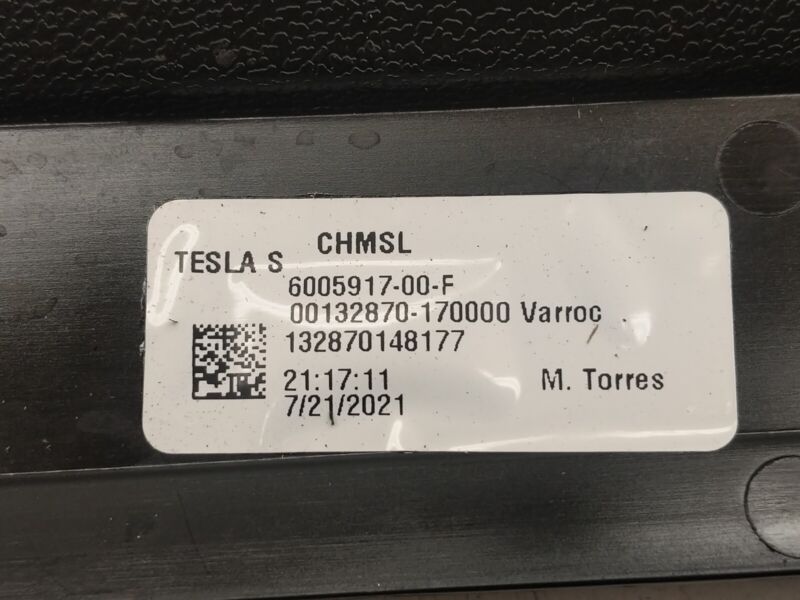 CHMSL
TESLA S
6005917-00-F
00132870-170000 Varroc
132870148177
21:17:11 M. Torres
7/21/2021